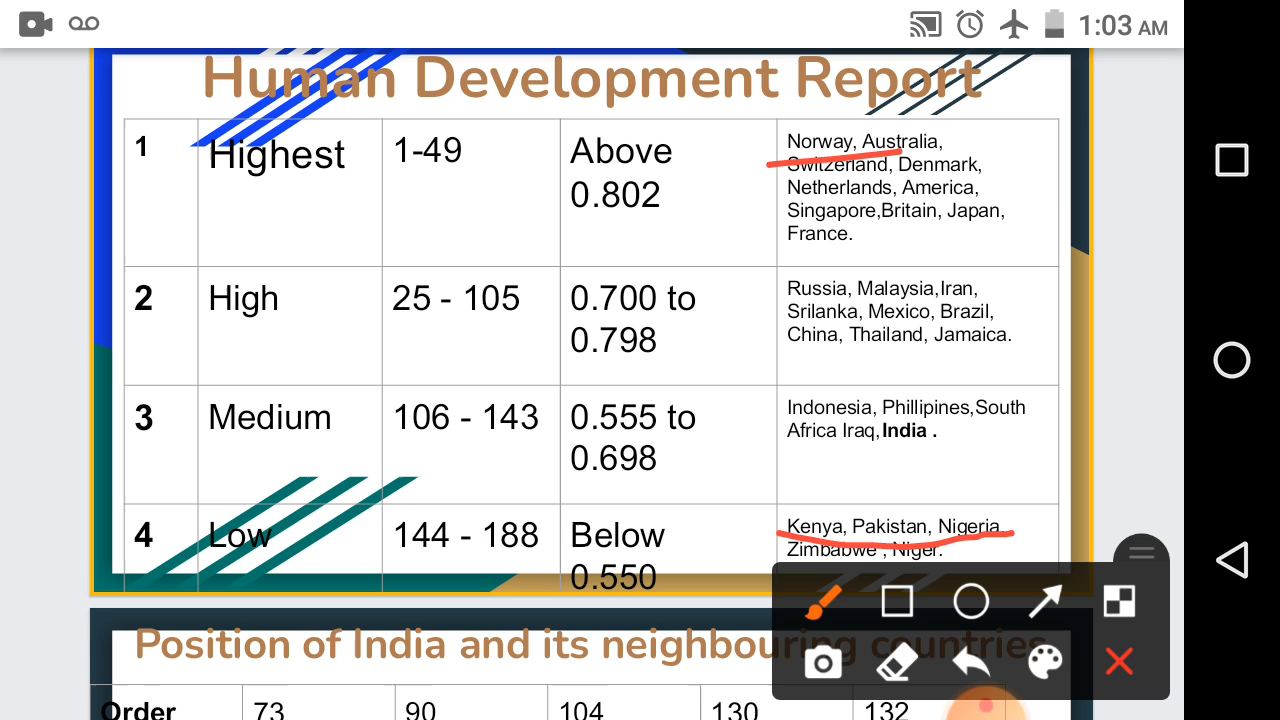 1:03 AM
Human Development Report
1
Highest
1-49
Above
0.802
Norway, Australia,
Switzerland, Denmark,
Netherlands, America,
Singapore,Britain, Japan,
France.
2
High
25 - 105
0.700 to
0.798
Russia, Malaysia,Iran,
Srilanka, Mexico, Brazil,
China, Thailand, Jamaica.
3
Medium
106 - 143
0.555 to
0.698
Indonesia, Phillipines,South
Africa Iraq,India .
4
Low
144 - 188
Below
0.550
Kenya, Pakistan, Nigeria
Zimbabwe , Niger.
Position of India and its neighbouring countries
Order
73
90
104
130
132